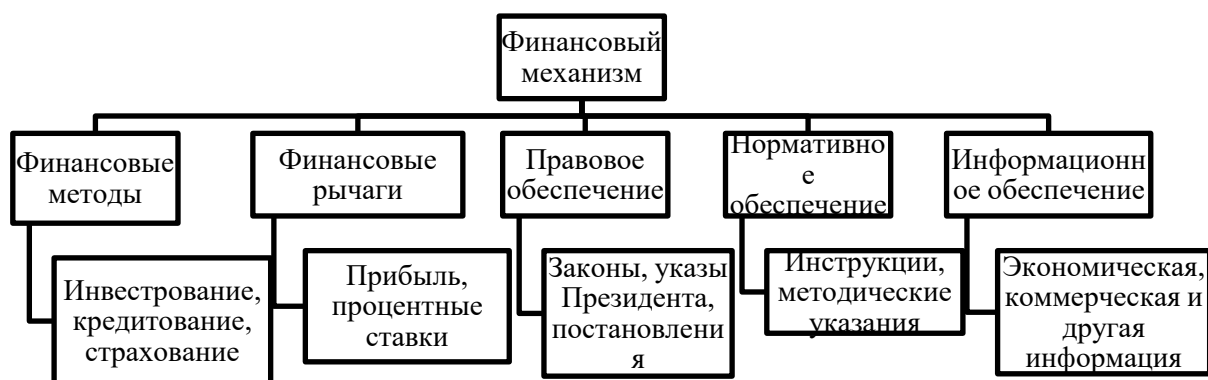 Финансовый
механизм
Финансовые
методы
Финансовые
рычаги
Правовое
обеспечение
Нормативно
е
обеспечение
Информационн
ое обеспечение
Инвестрование,
кредитование,
страхование
Прибыль,
процентные
ставки
Законы, указы
Президента,
постановлени
я
Инструкции,
методические
указания
Экономическая,
коммерческая и
другая
информация